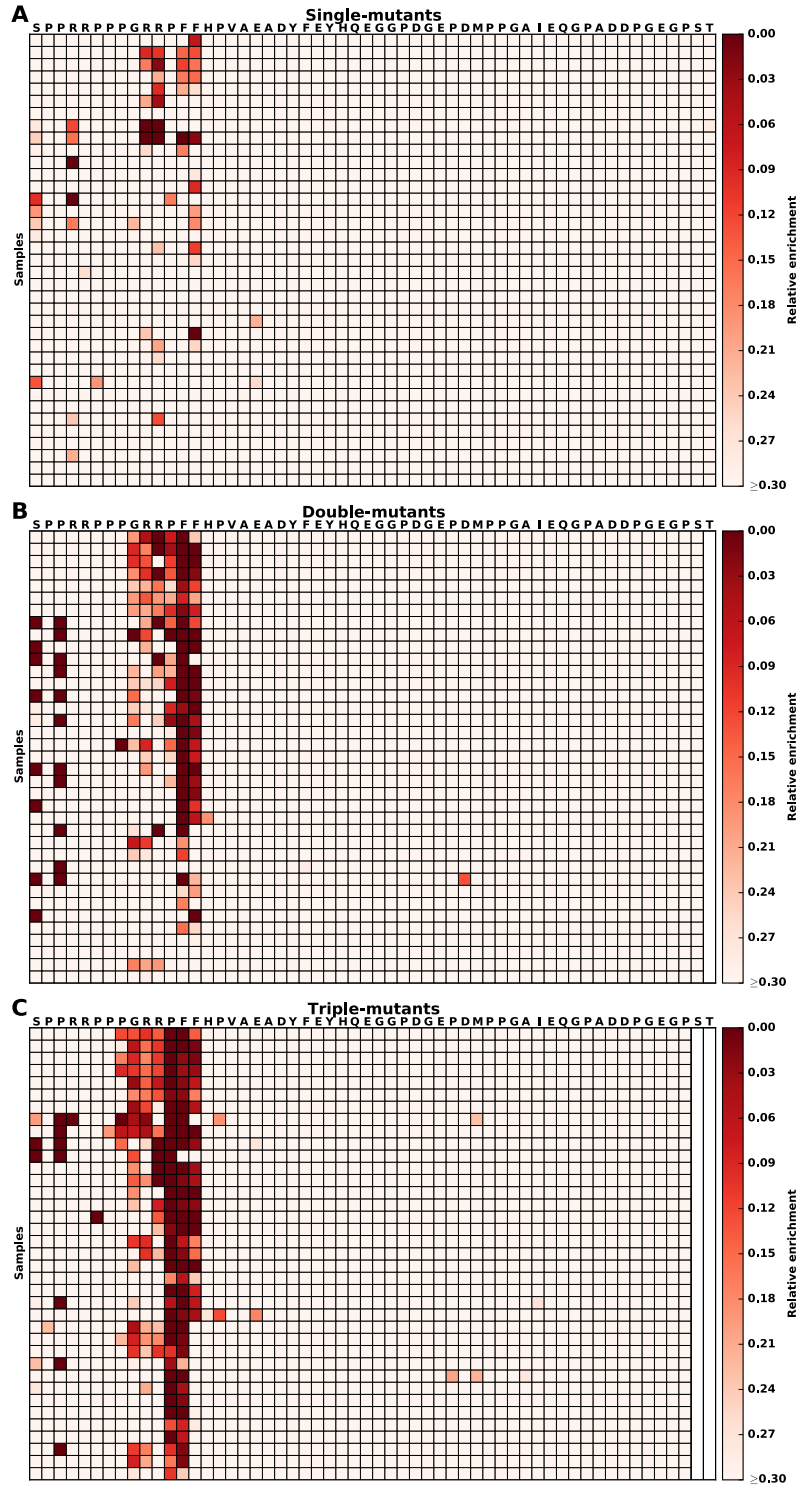 A
Single-mutants
S P P R R P P P G R R P F F H P V A E A D Y F E Y H Q E G G P D G E P D M P P G A I E Q G P A D D P G E G P S T
Samples
0.00
0.03
0.06
0.09
0.12
0.15
0.18
0.21
0.24
0.27
≥0.30
Relative enrichment
B
Double-mutants
S P P R R P P P G R R P F F H P V A E A D Y F E Y H Q E G G P D G E P D M P P G A I E Q G P A D D P G E G P S T
Samples
0.00
0.03
0.06
0.09
0.12
0.15
0.18
0.21
0.24
0.27
≥0.30
Relative enrichment
C
Triple-mutants
S P P R R P P P G R R P F F H P V A E A D Y F E Y H Q E G G P D G E P D M P P G A I E Q G P A D D P G E G P S T
Samples
0.00
0.03
0.06
0.09
0.12
0.15
0.18
0.21
0.24
0.27
≥0.30
Relative enrichment